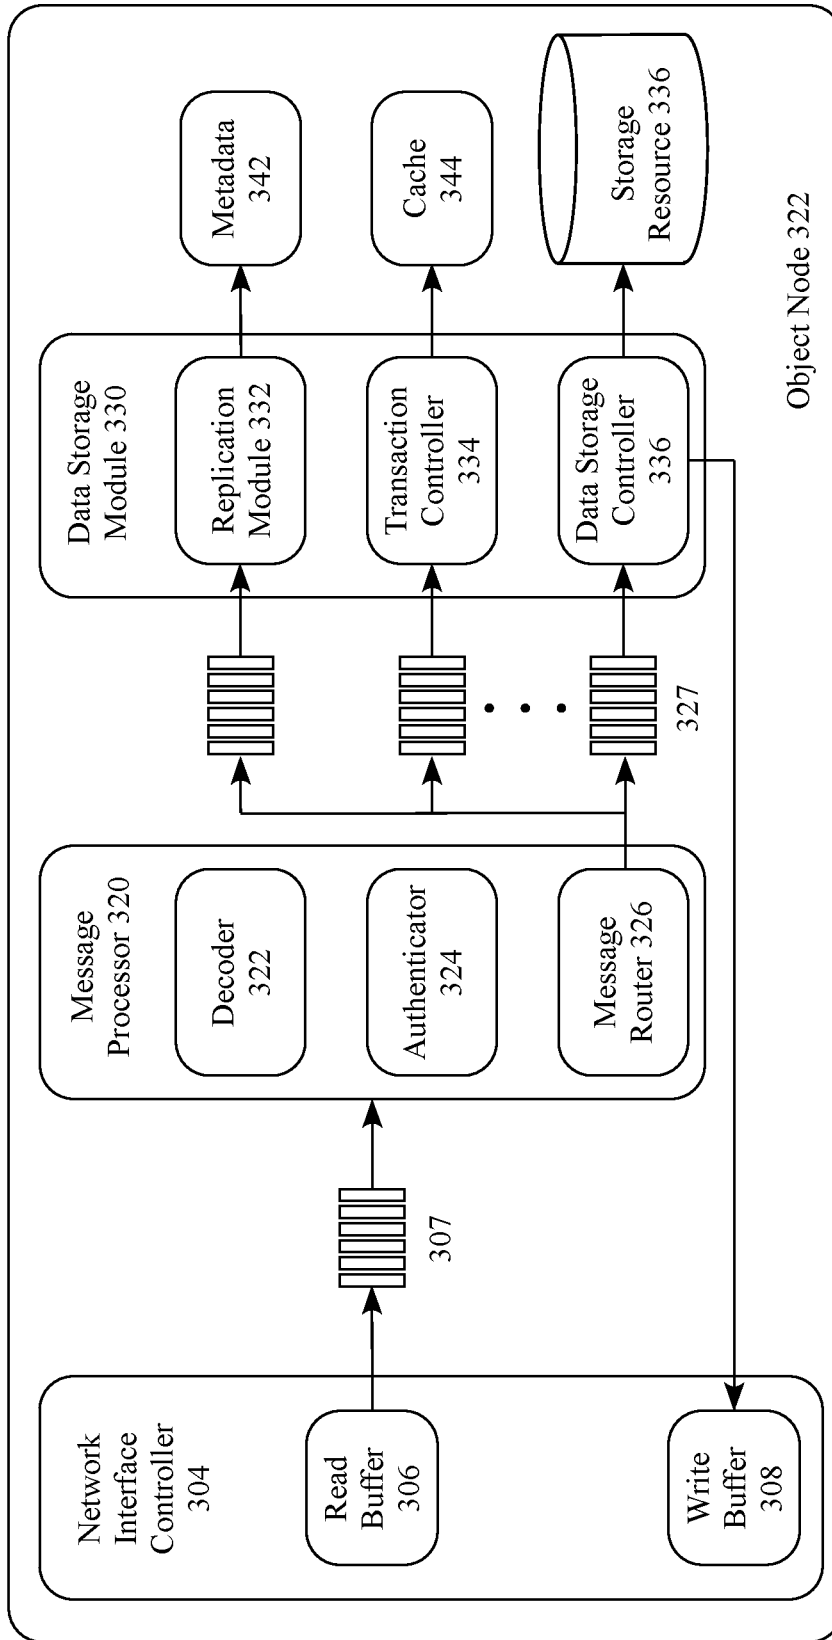 Network
Interface
Controller
304
Read
Buffer
306
Write
Buffer
308
307
Message
Processor 320
Decoder
322
Authenticator
324
Message
Router 326
327
Data Storage
Module 330
Replication
Module 332
Transaction
Controller
334
Data Storage
Controller
336
Metadata
342
Cache
344
Storage
Resource 336
Object Node 322